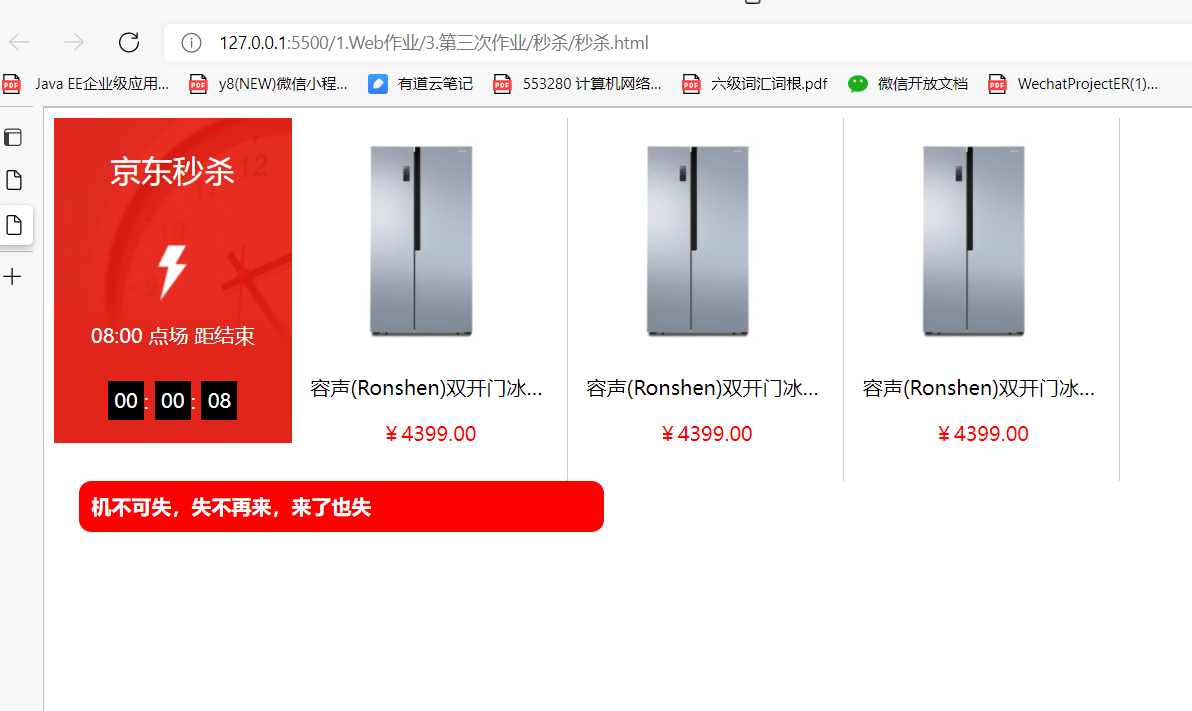 127.0.0.1:5500/1.Web作业/3.第三次作业/秒杀/秒杀.html
Java EE企业级应用... y8(NEW)微信小程... 有道云笔记 553280 计算机网络... 六级词汇词根.pdf 微信开放文档 WechatProjectER(1)...
京东秒杀
08:00 点场 距结束
00 : 00 : 08
容声(Ronshen)双开门冰... 容声(Ronshen)双开门冰... 容声(Ronshen)双开门冰...
¥ 4399.00 ¥ 4399.00 ¥ 4399.00
机不可失，失不再来，来了也失